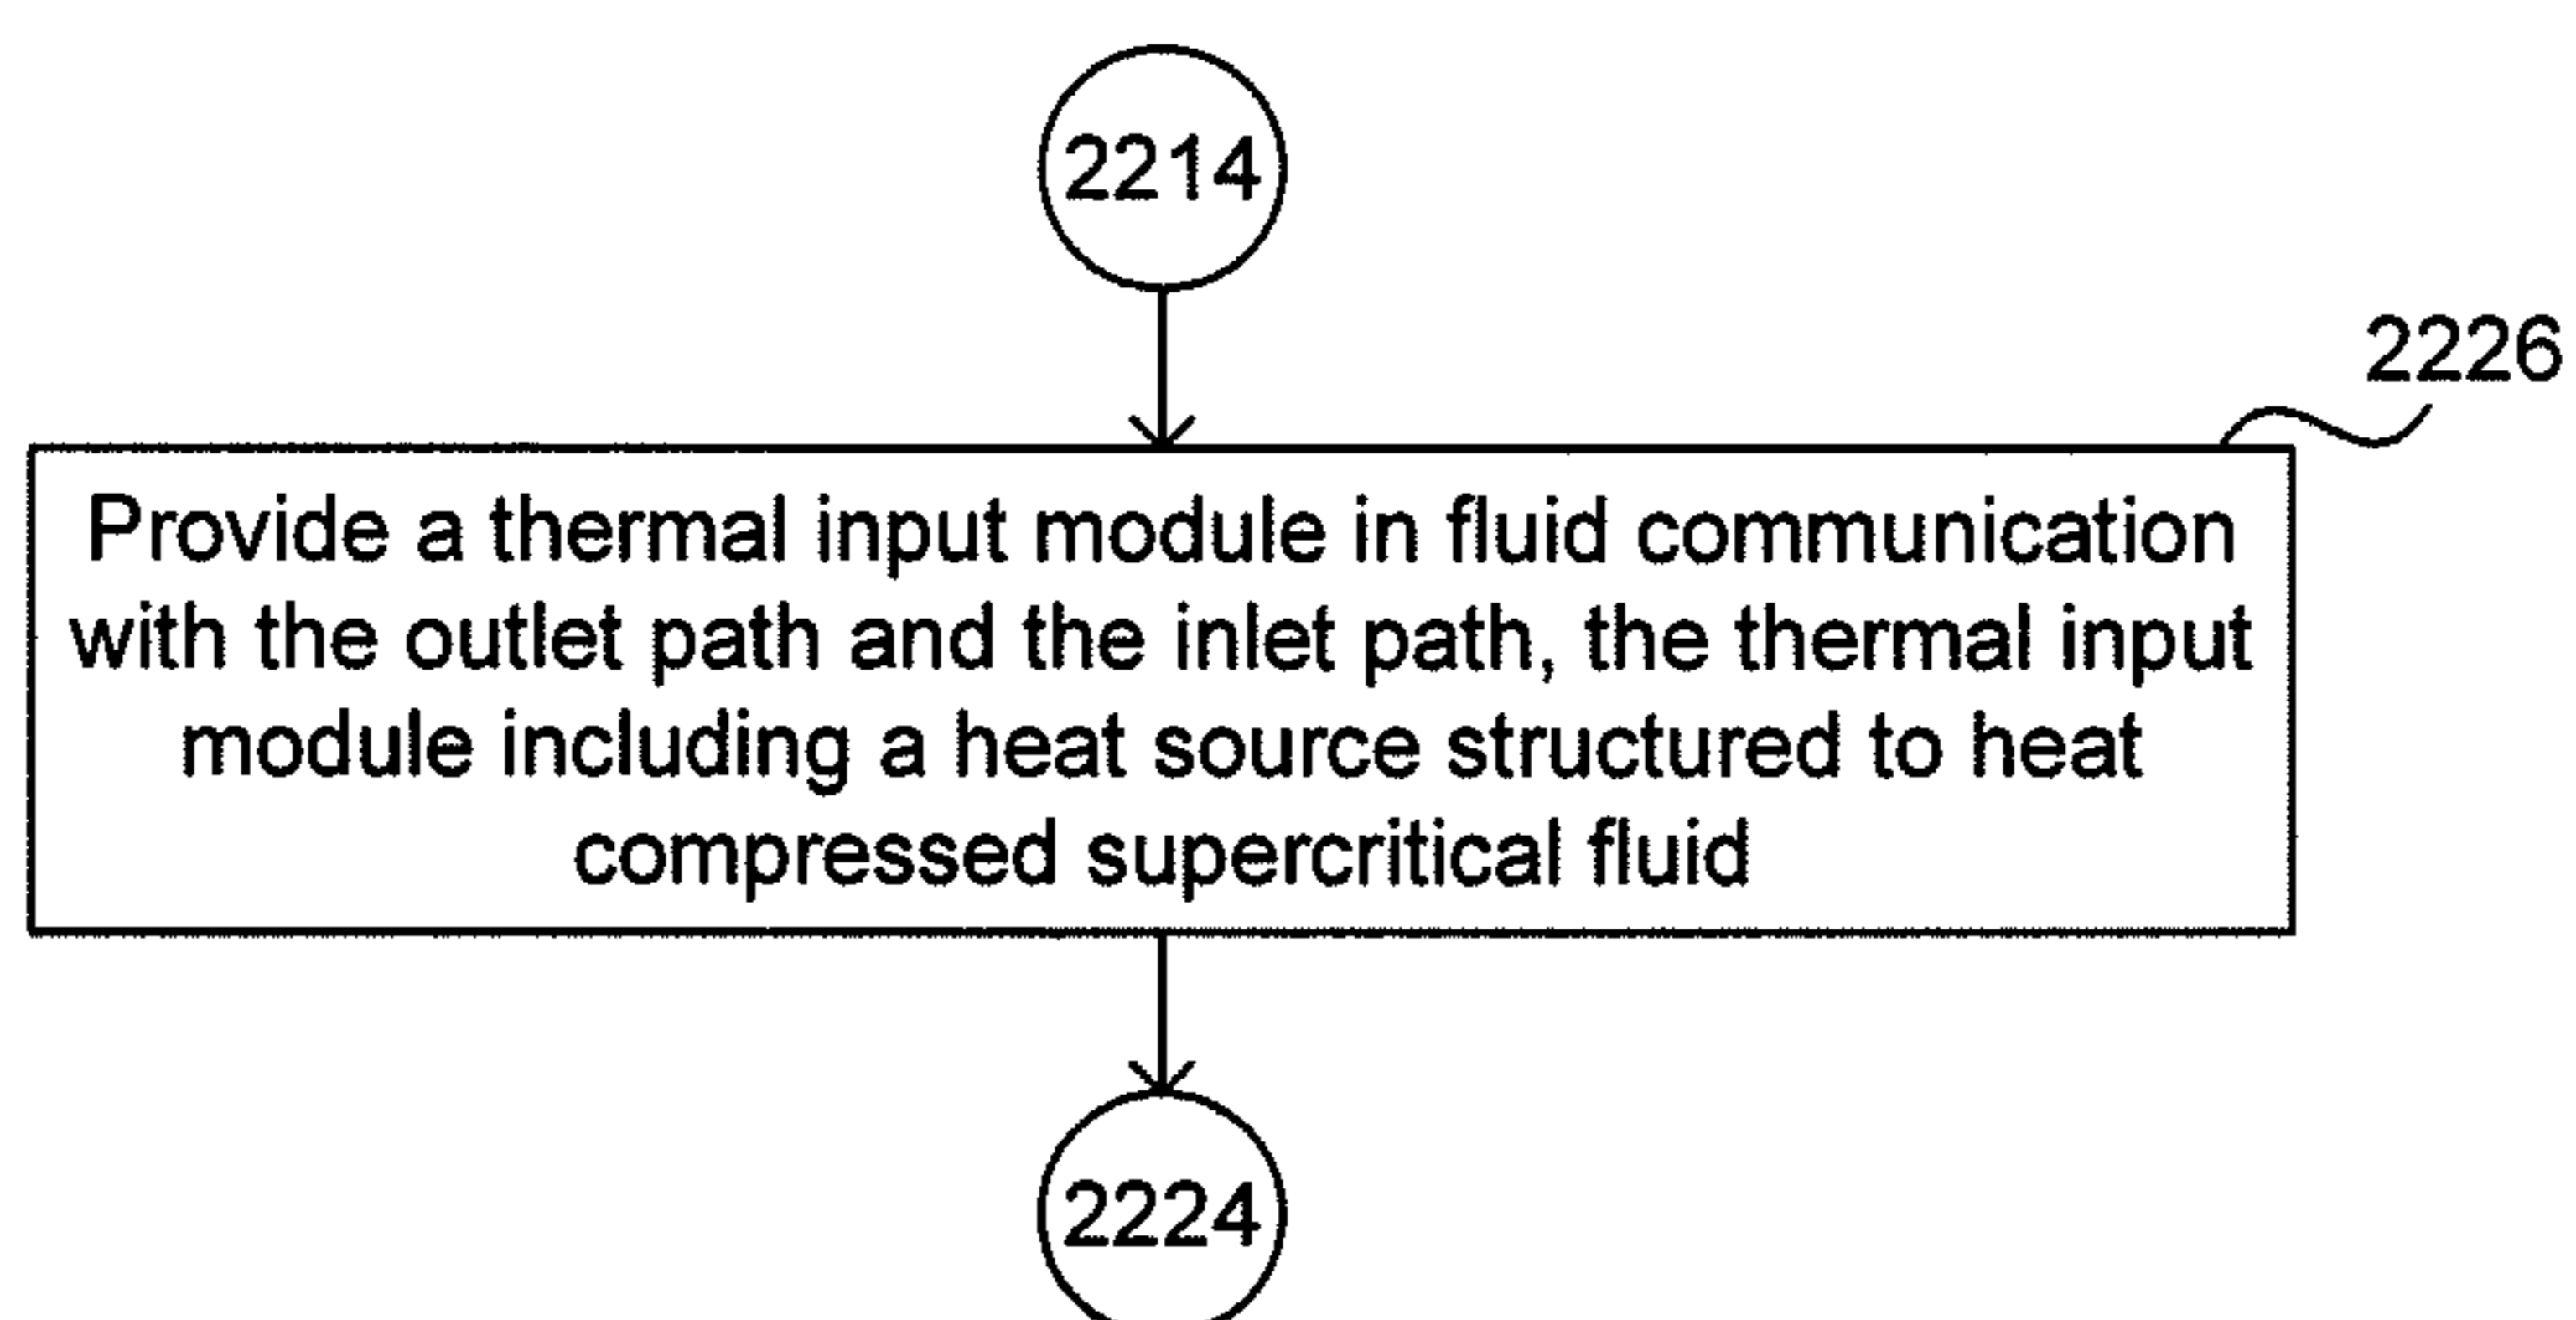 2214
2226
Provide a thermal input module in fluid communication
with the outlet path and the inlet path, the thermal input
module including a heat source structured to heat
compressed supercritical fluid
2224